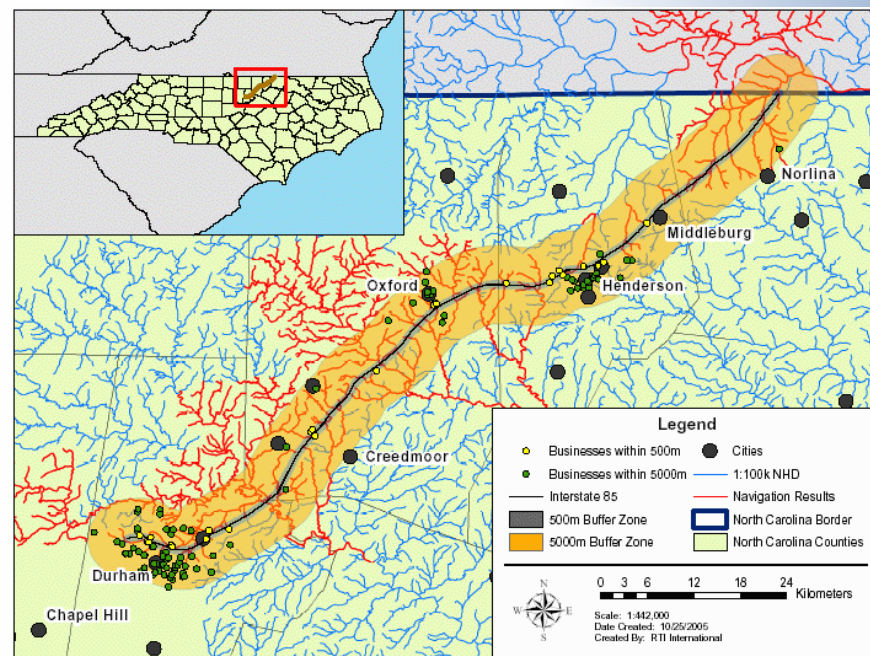 Norlina
Middleburg
Oxford
Henderson
Creedmoor
Durham
Chapel Hill
Legend
Businesses within 500m
Cities
Businesses within 5000m
1:100k NHD
Interstate 85
Navigation Results
500m Buffer Zone
North Carolina Border
5000m Buffer Zone
North Carolina Counties
N
W E
S
0 3 6 12 18 24
Kilometers
Scale: 1:442,000
Date Created: 10/25/2005
Created By: RTI International